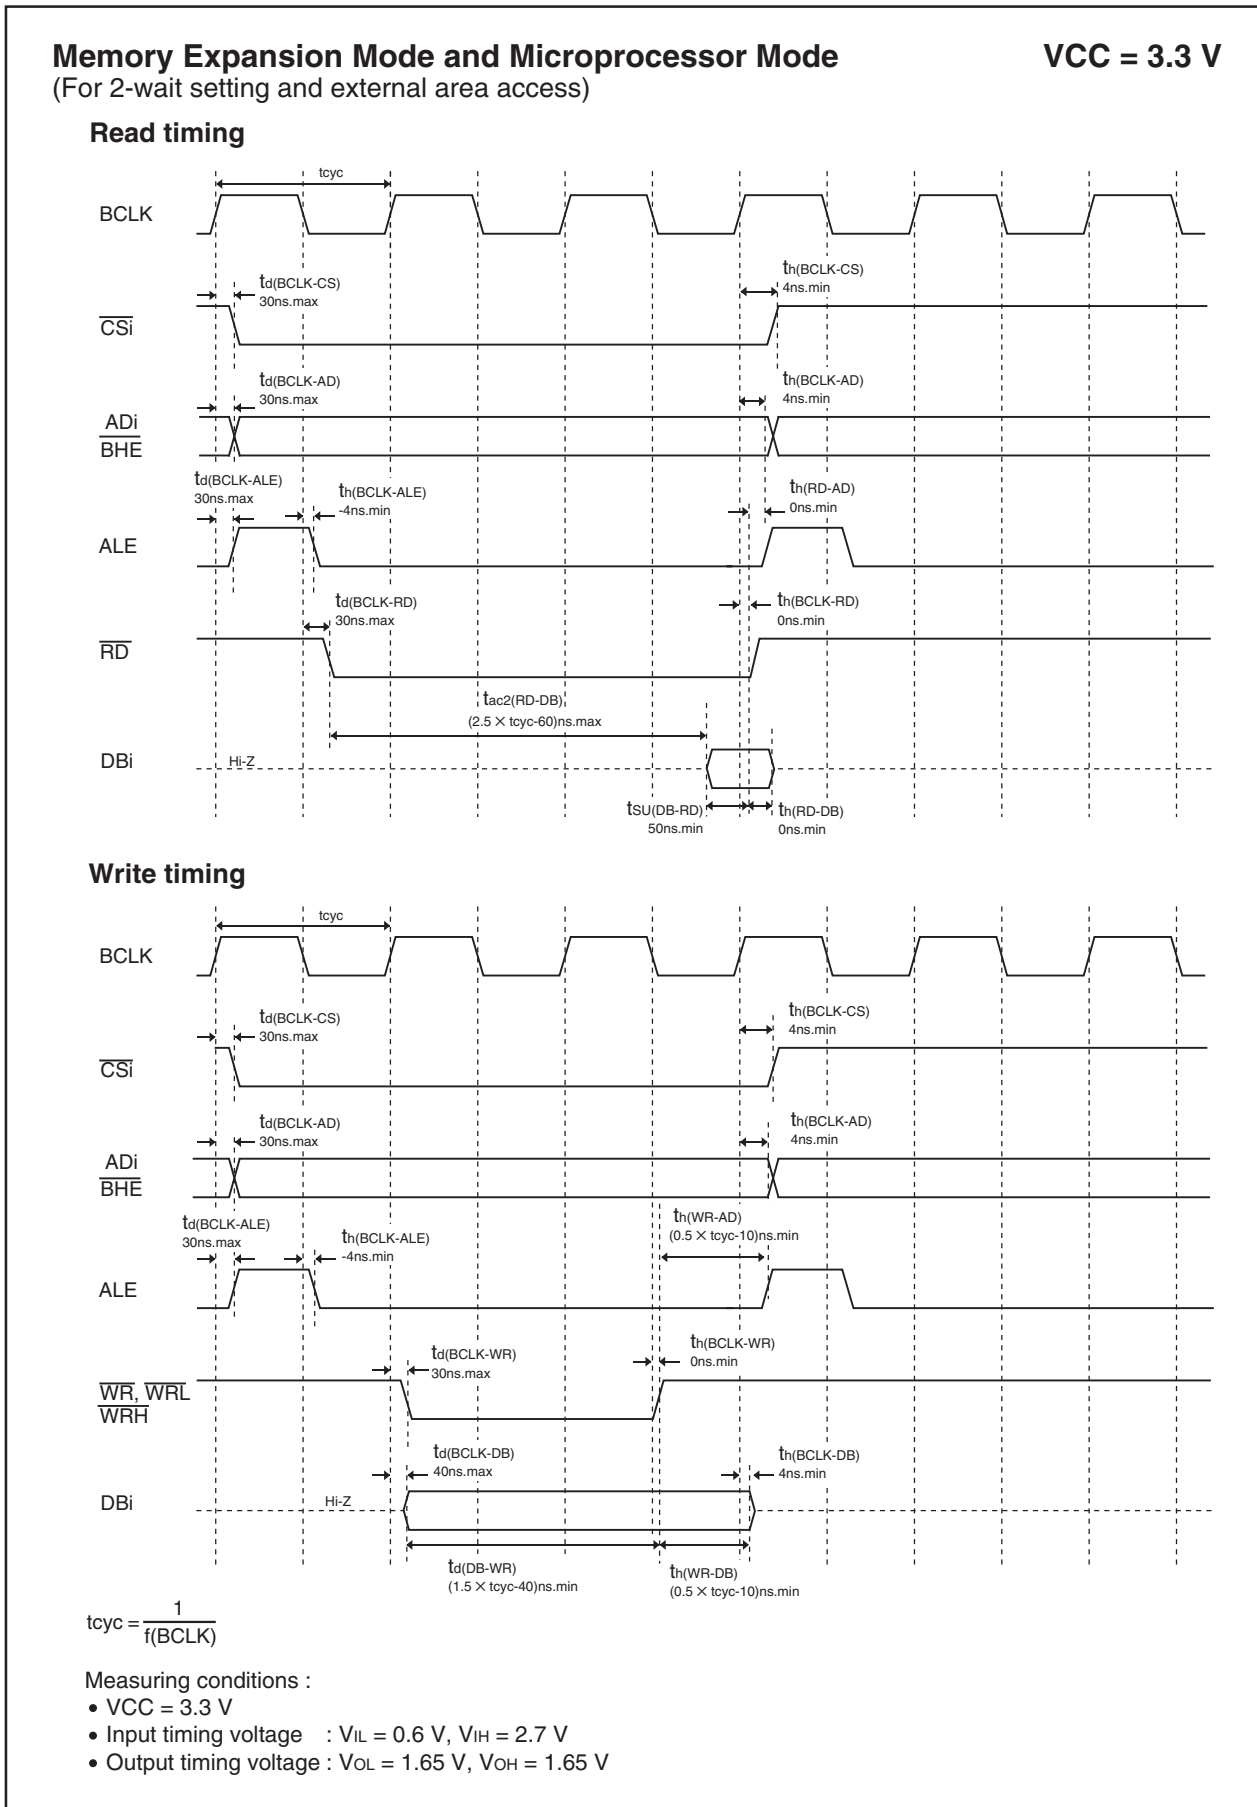 Memory Expansion Mode and Microprocessor Mode VCC = 3.3 V
(For 2-wait setting and external area access)
Read timing
tcyc
BCLK
td(BCLK-CS)
30ns.max
th(BCLK-CS)
4ns.min
CSi
td(BCLK-AD)
30ns.max
th(BCLK-AD)
4ns.min
ADi
BHE
td(BCLK-ALE)
30ns.max
th(BCLK-ALE)
-4ns.min
th(RD-AD)
0ns.min
ALE
td(BCLK-RD)
30ns.max
th(BCLK-RD)
0ns.min
RD
tac2(RD-DB)
(2.5 × tcyc-60)ns.max
DBi
Hi-Z
tSU(DB-RD)
50ns.min
th(RD-DB)
0ns.min
Write timing
tcyc
BCLK
td(BCLK-CS)
30ns.max
th(BCLK-CS)
4ns.min
CSi
td(BCLK-AD)
30ns.max
th(BCLK-AD)
4ns.min
ADi
BHE
td(BCLK-ALE)
30ns.max
th(BCLK-ALE)
-4ns.min
th(WR-AD)
(0.5 × tcyc-10)ns.min
ALE
td(BCLK-WR)
30ns.max
th(BCLK-WR)
0ns.min
WR, WRL
WRH
td(BCLK-DB)
40ns.max
th(BCLK-DB)
4ns.min
DBi
Hi-Z
td(DB-WR)
(1.5 × tcyc-40)ns.min
th(WR-DB)
(0.5 × tcyc-10)ns.min
tcyc = 1
f(BCLK)
Measuring conditions :
• VCC = 3.3 V
• Input timing voltage : VIL = 0.6 V, VIH = 2.7 V
• Output timing voltage : VOL = 1.65 V, VOH = 1.65 V